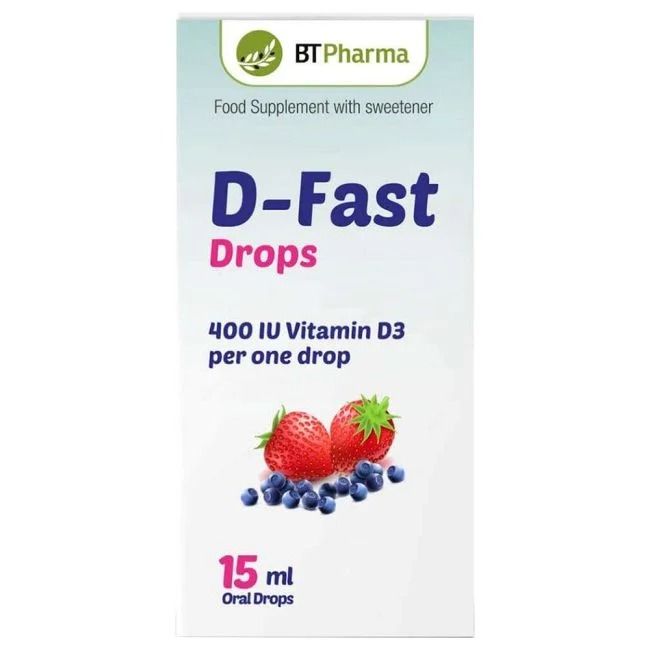 BTPharma
Food Supplement with sweetener
D-Fast
Drops
400 IU Vitamin D3
per one drop
15 ml
Oral Drops